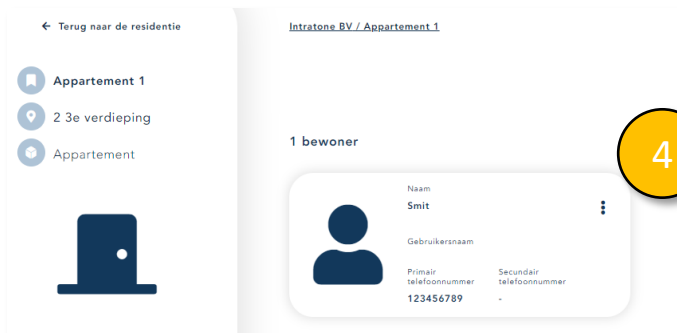 ← Terug naar de residentie
Appartement 1
2 3e verdieping
Appartement
Intratone BV / Appartement 1
1 bewoner
4
Naam
Smit
Gebruikersnaam
Primair telefoonnummer
123456789
Secundair telefoonnummer
-